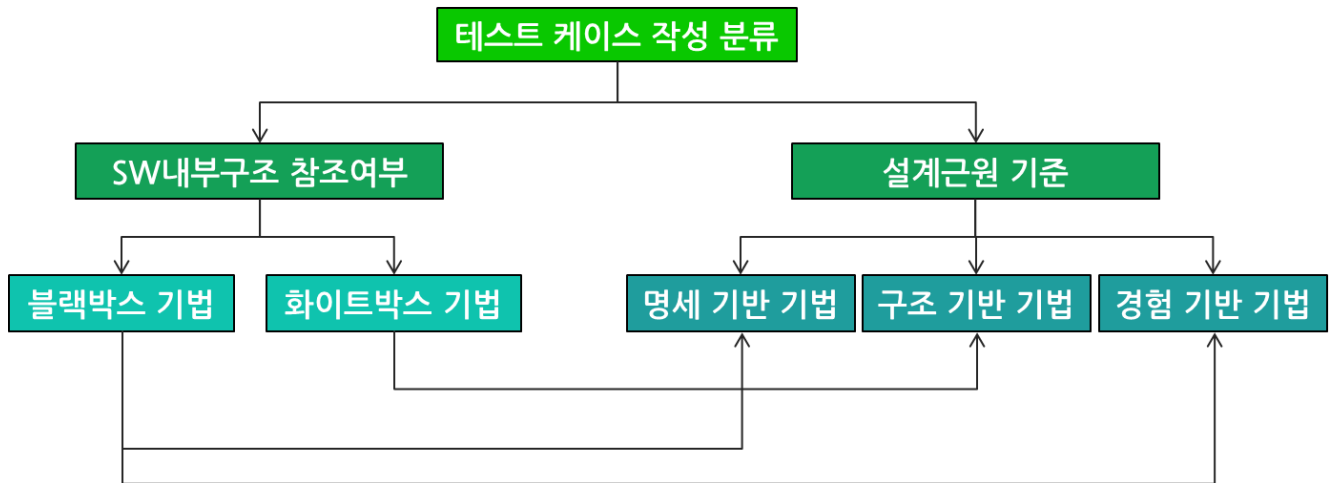 테스트 케이스 작성 분류
SW내부구조 참조여부
설계근원 기준
블랙박스 기법
화이트박스 기법
명세 기반 기법
구조 기반 기법
경험 기반 기법